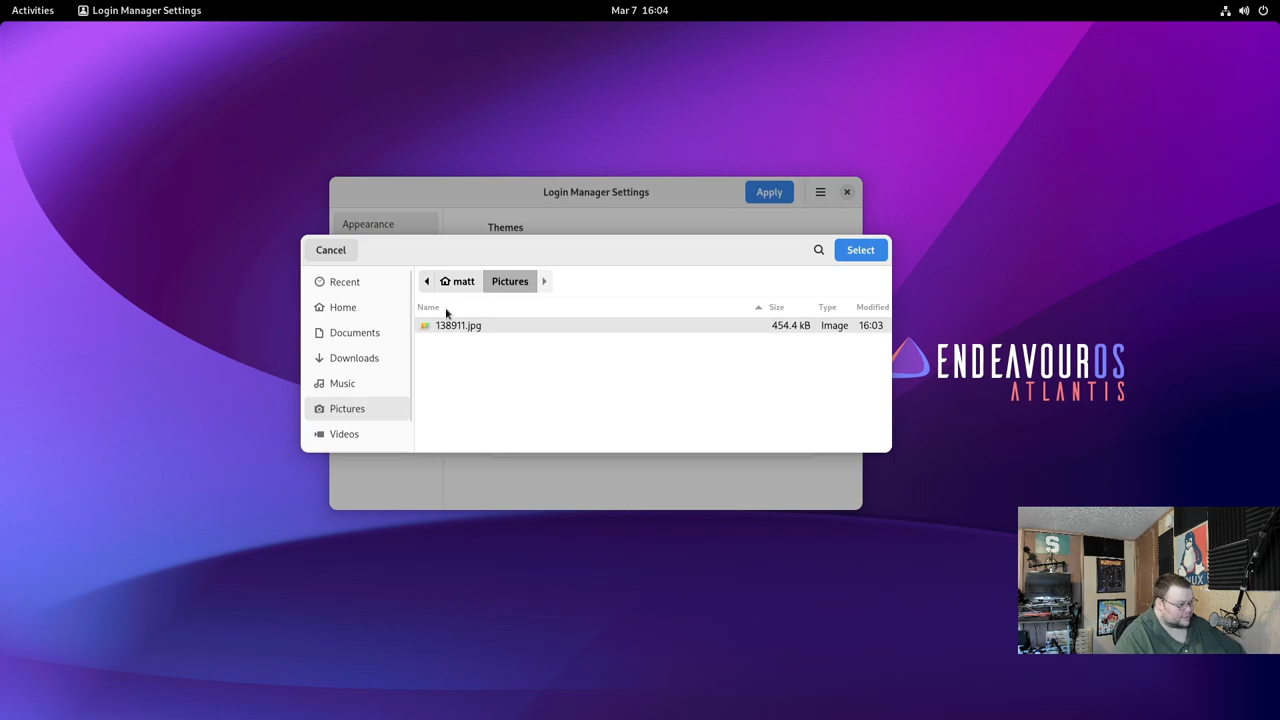 Activities
Login Manager Settings
Mar 7 16:04
Login Manager Settings
Apply
Appearance
Themes
Cancel
Select
Recent
Home
Documents
Downloads
Music
Pictures
Videos
matt
Pictures
Name
Size
Type
Modified
138911.jpg
454.4 kB
Image
16:03
ENDEAVOUROS
ATLANTIS
S